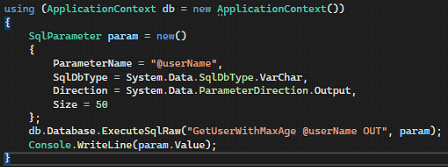 using (ApplicationContext db = new ApplicationContext())
{
SqlParameter param = new()
{
ParameterName = "@userName",
SqlDbType = System.Data.SqlDbType.VarChar,
Direction = System.Data.ParameterDirection.Output,
Size = 50
};
db.Database.ExecuteSqlRaw("GetUserWithMaxAge @userName OUT", param);
Console.WriteLine(param.Value);
}